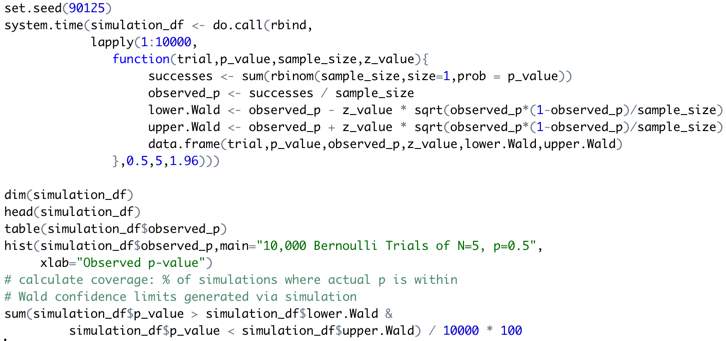 set.seed(90125)
system.time(simulation_df <- do.call(rbind,
lapply(1:10000,
function(trial,p_value,sample_size,z_value){
successes <- sum(rbinom(sample_size,size=1,prob = p_value))
observed_p <- successes / sample_size
lower.Wald <- observed_p - z_value * sqrt(observed_p*(1-observed_p)/sample_size)
upper.Wald <- observed_p + z_value * sqrt(observed_p*(1-observed_p)/sample_size)
data.frame(trial,p_value,observed_p,z_value,lower.Wald,upper.Wald)
},0.5,5,1.96)))
dim(simulation_df)
head(simulation_df)
table(simulation_df$observed_p)
hist(simulation_df$observed_p,main="10,000 Bernoulli Trials of N=5, p=0.5",
xlab="Observed p-value")
# calculate coverage: % of simulations where actual p is within
# Wald confidence limits generated via simulation
sum(simulation_df$p_value > simulation_df$lower.Wald &
simulation_df$p_value < simulation_df$upper.Wald) / 10000 * 100